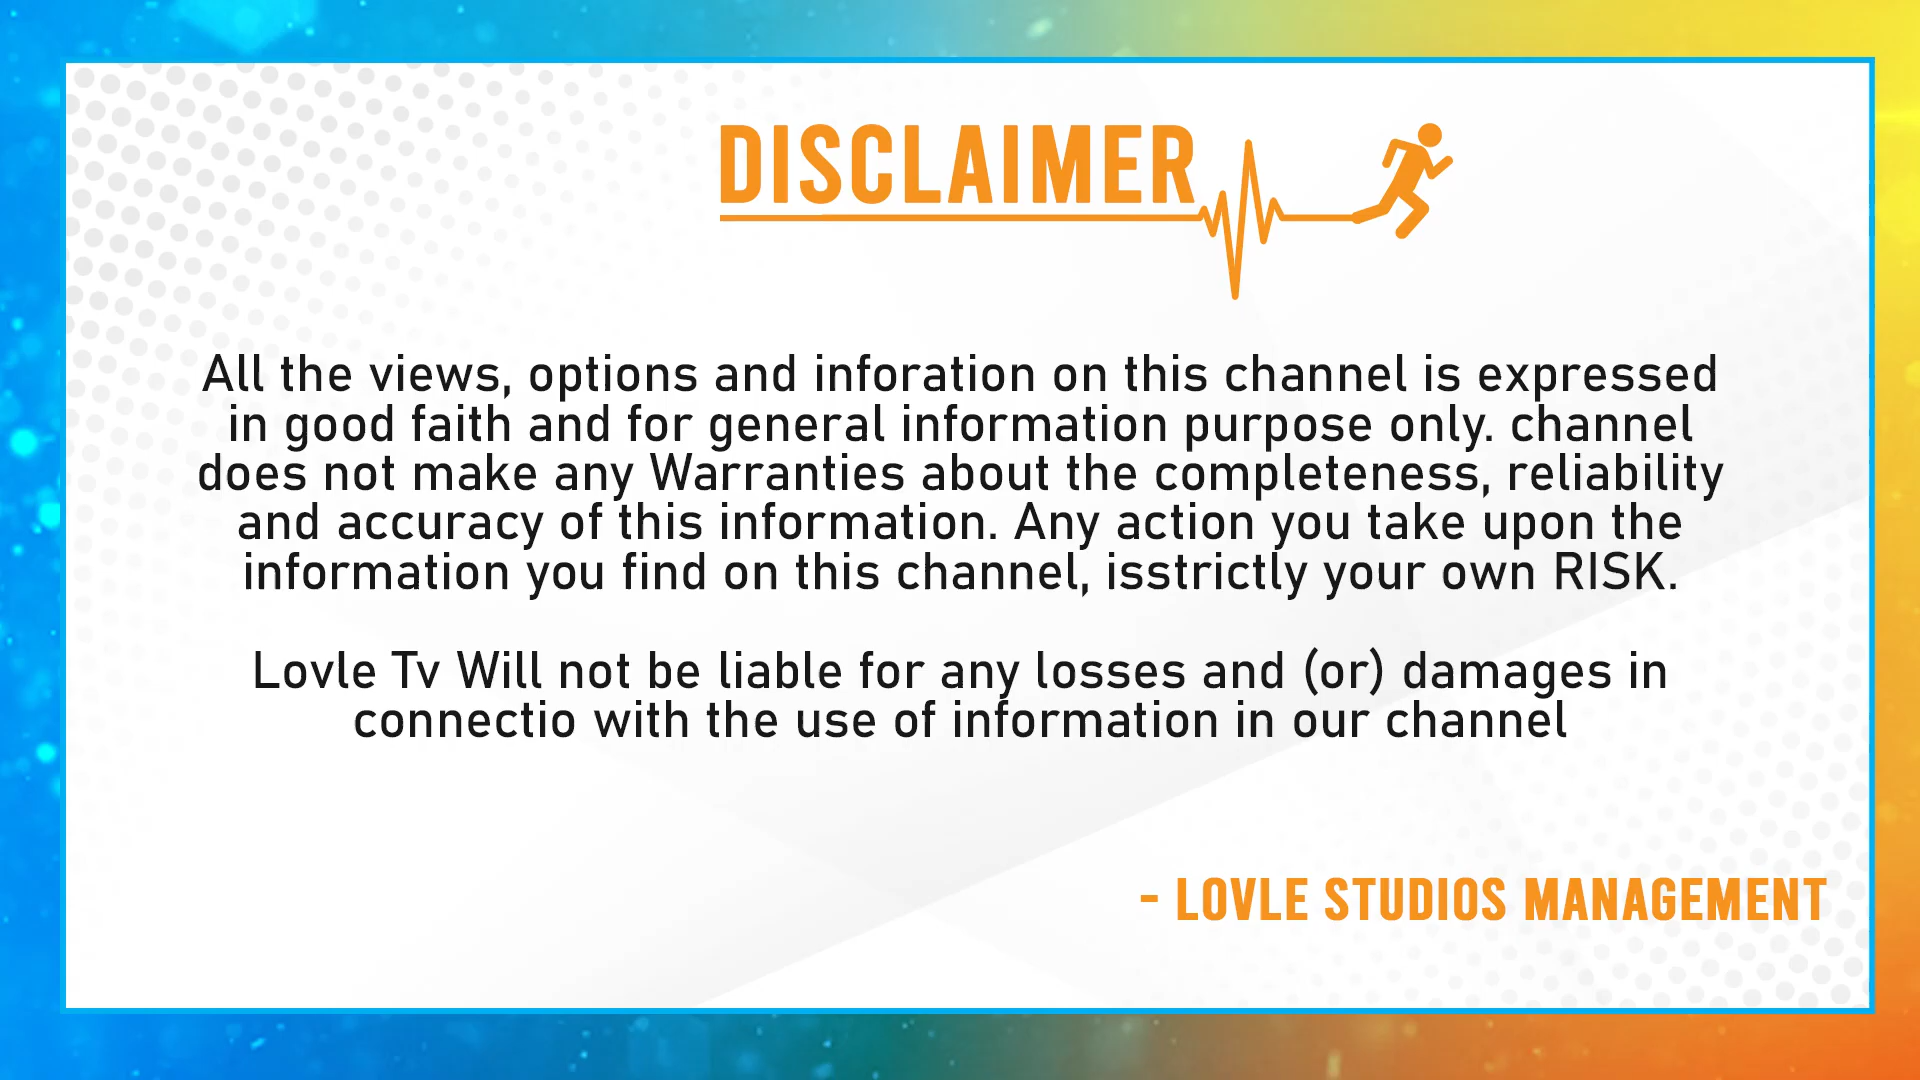 DISCLAIMER
All the views, options and inforation on this channel is expressed
in good faith and for general information purpose only. channel
does not make any Warranties about the completeness, reliability
and accuracy of this information. Any action you take upon the
information you find on this channel, isstrictly your own RISK.
Lovle Tv Will not be liable for any losses and (or) damages in
connectio with the use of information in our channel
- LOVLE STUDIOS MANAGEMENT